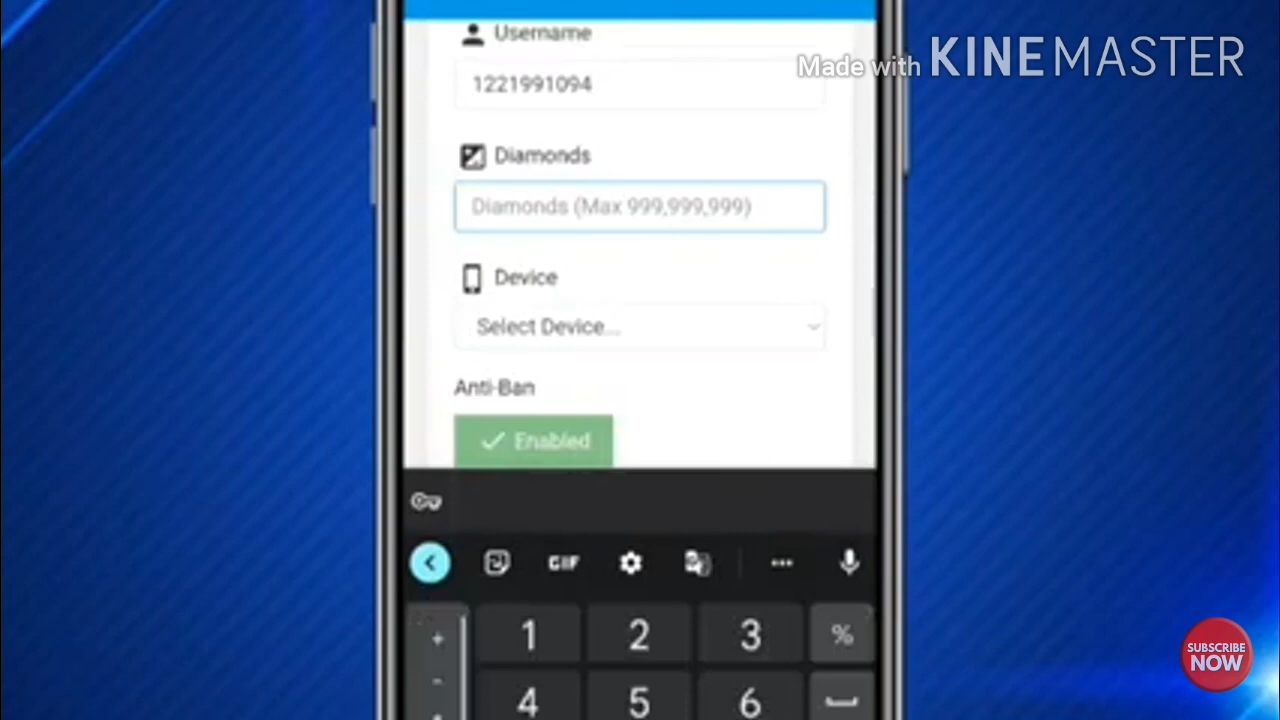 Username
Made with KINEMASTER
1221991094
Diamonds
Diamonds (Max 999,999,999)
Device
Select Device...
Anti-Ban
Enabled
GIF
+ 1 2 3 %
- 4 5 6
SUBSCRIBE
NOW